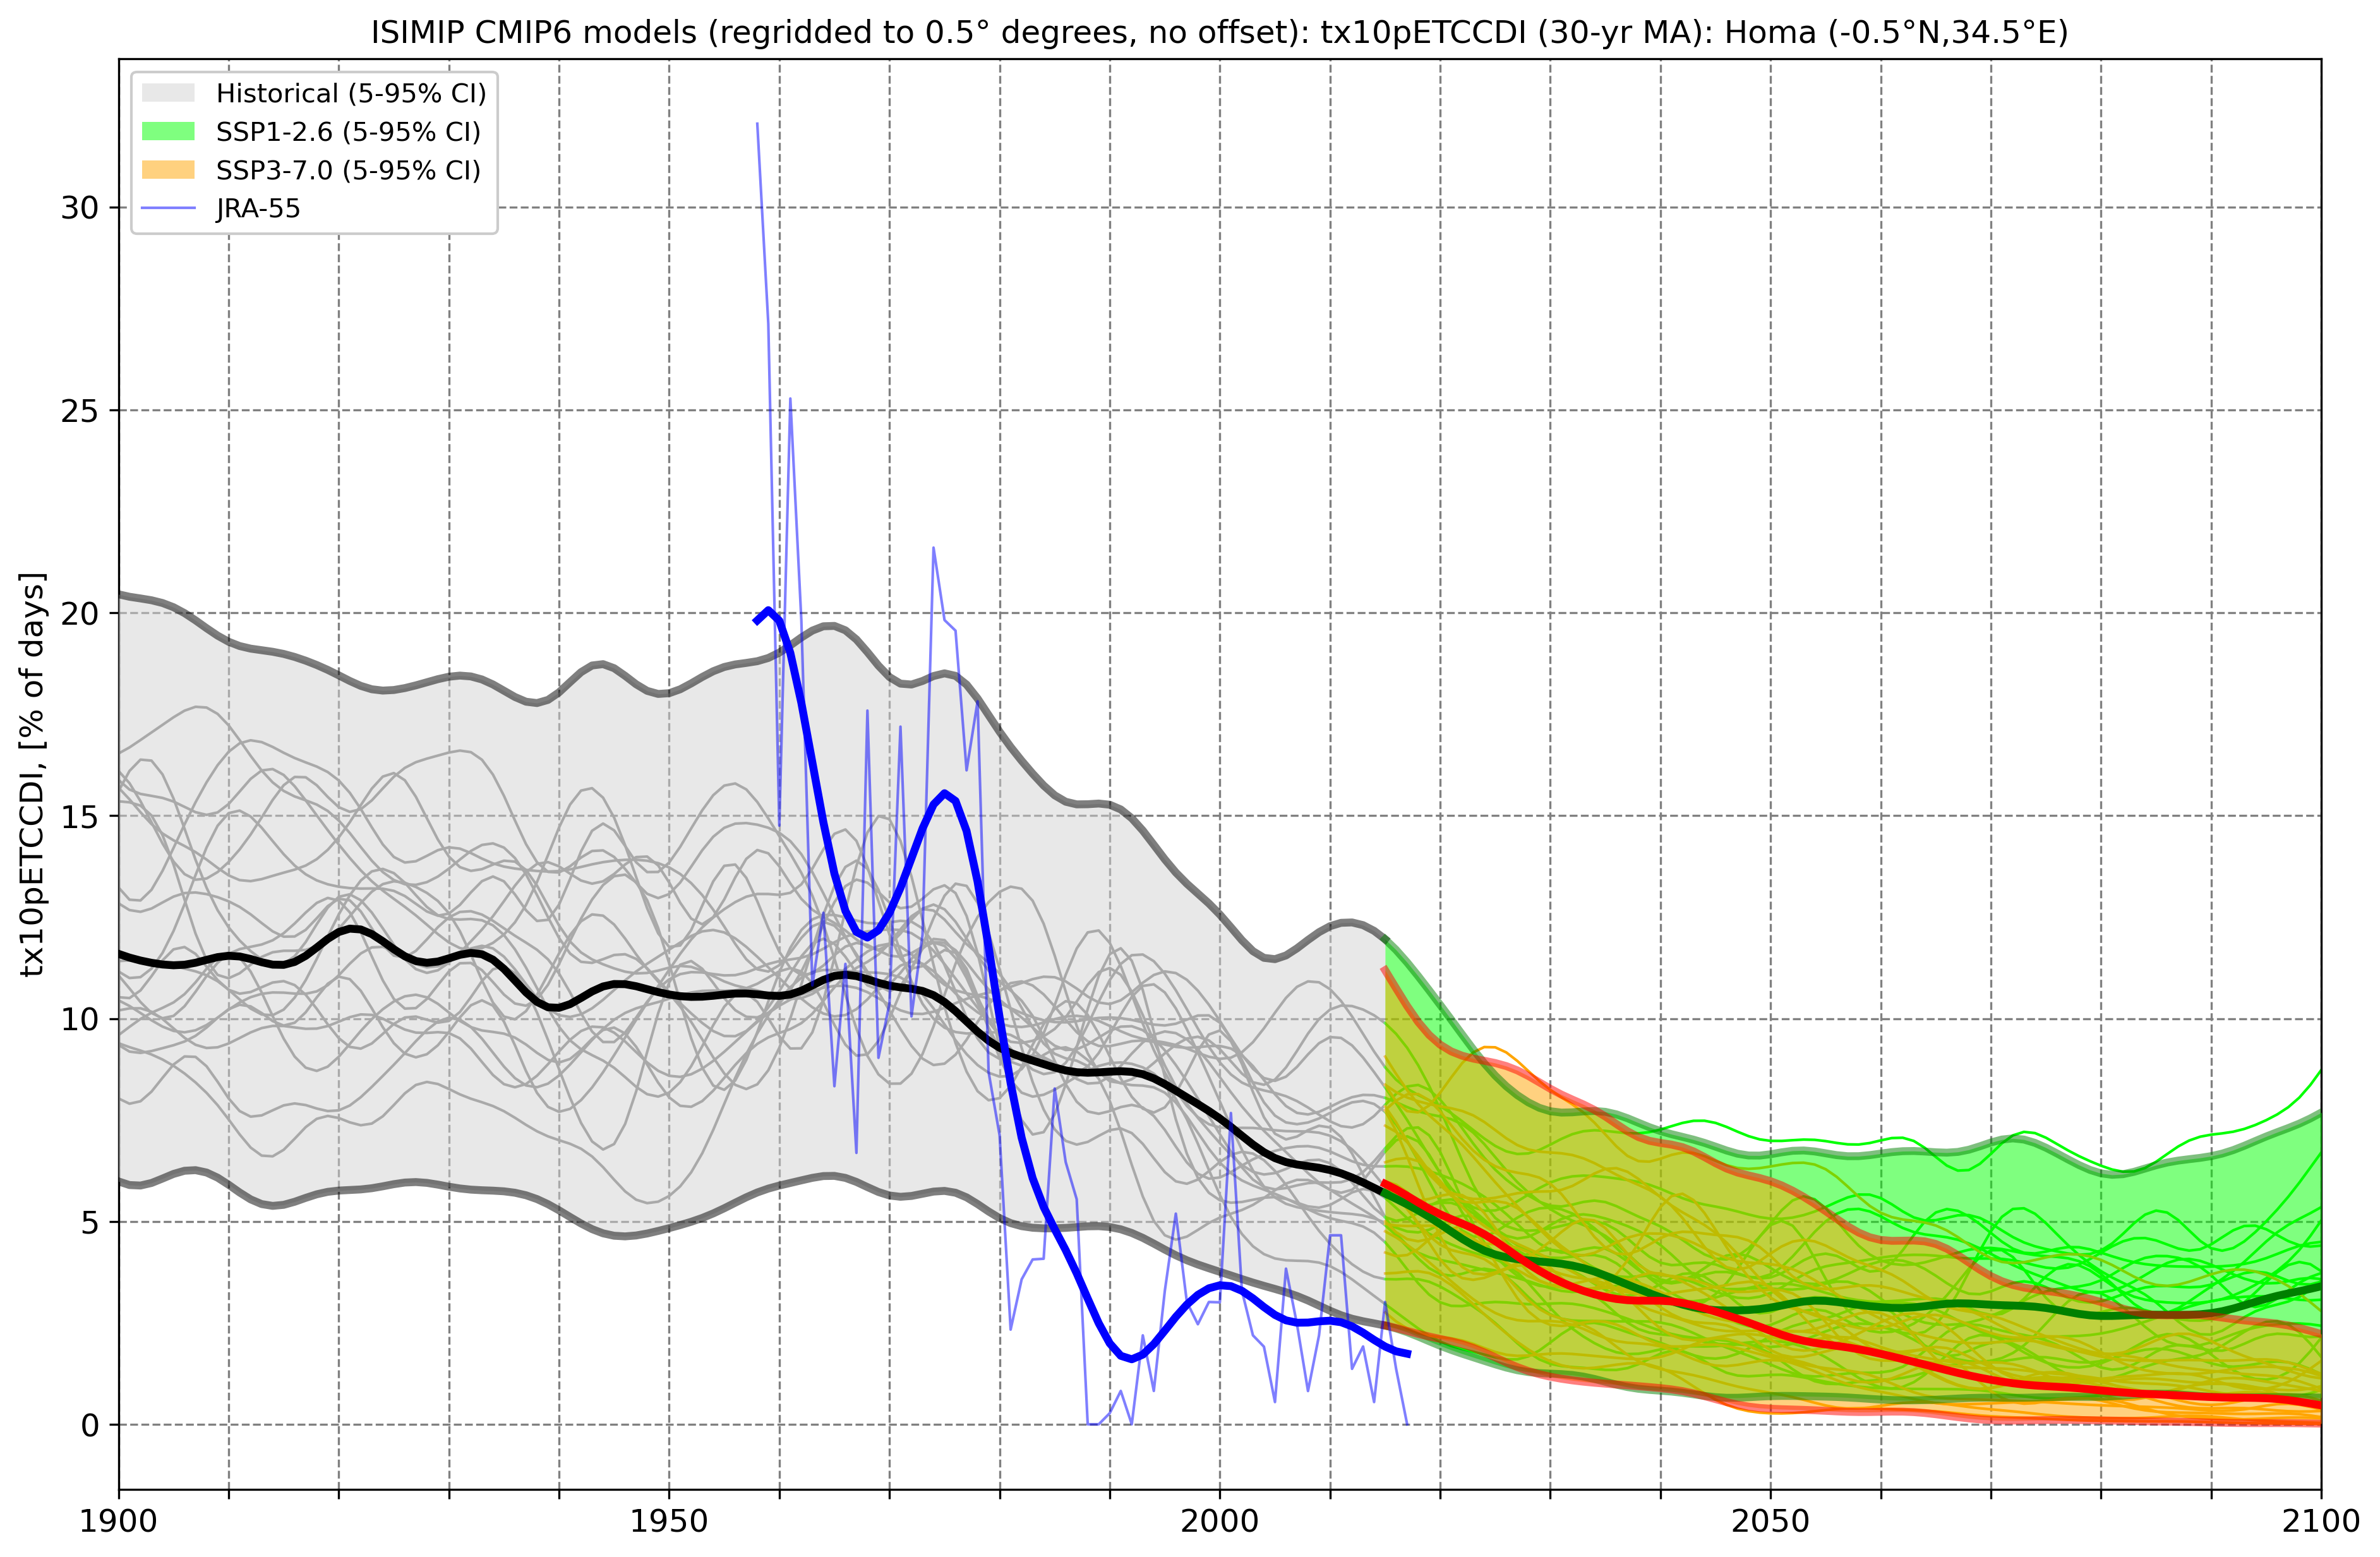 ISIMIP CMIP6 models (regridded to 0.5° degrees, no offset): tx10pETCCDI (30-yr MA): Homa (-0.5°N,34.5°E)
Historical (5-95% CI)
SSP1-2.6 (5-95% CI)
SSP3-7.0 (5-95% CI)
JRA-55
tx10pETCCDI, [% of days]
30
25
20
15
10
5
0
1900 1950 2000 2050 2100